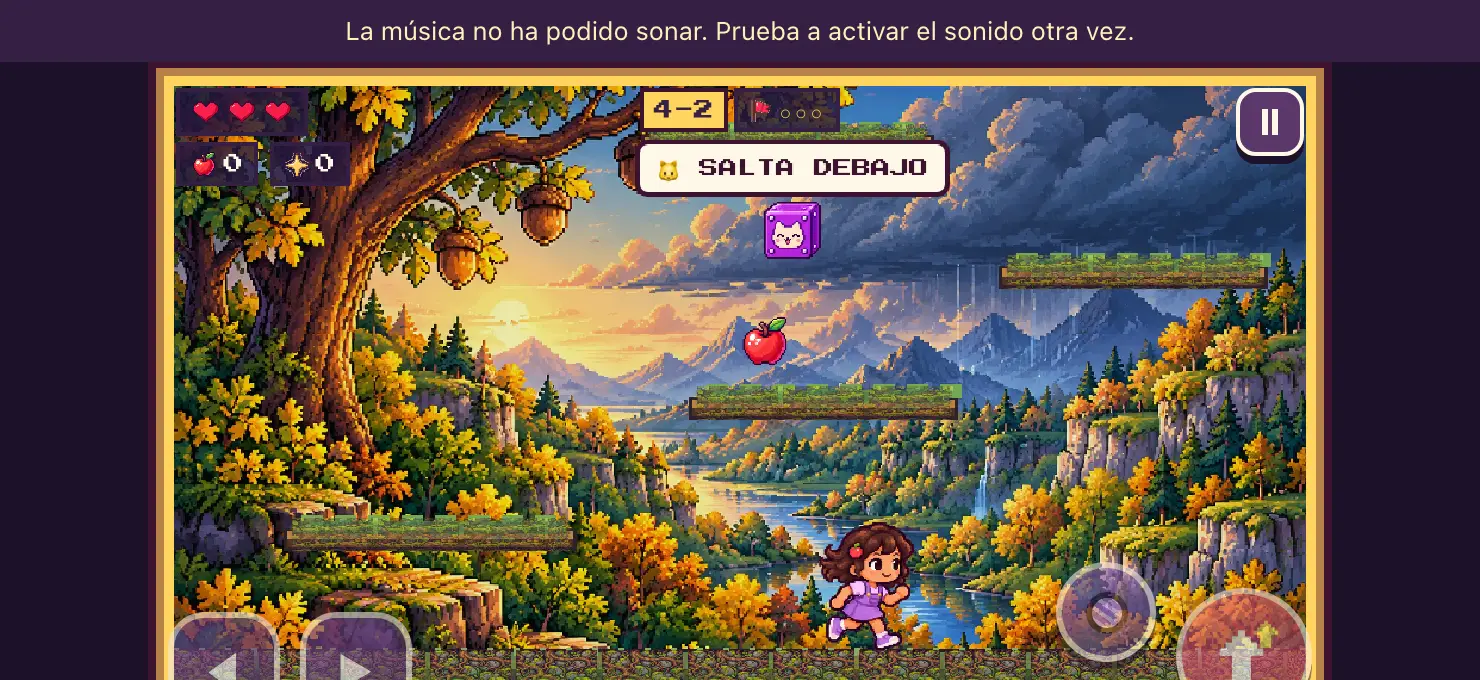 La música no ha podido sonar. Prueba a activar el sonido otra vez.
4-2
0
0
SALTA DEBAJO